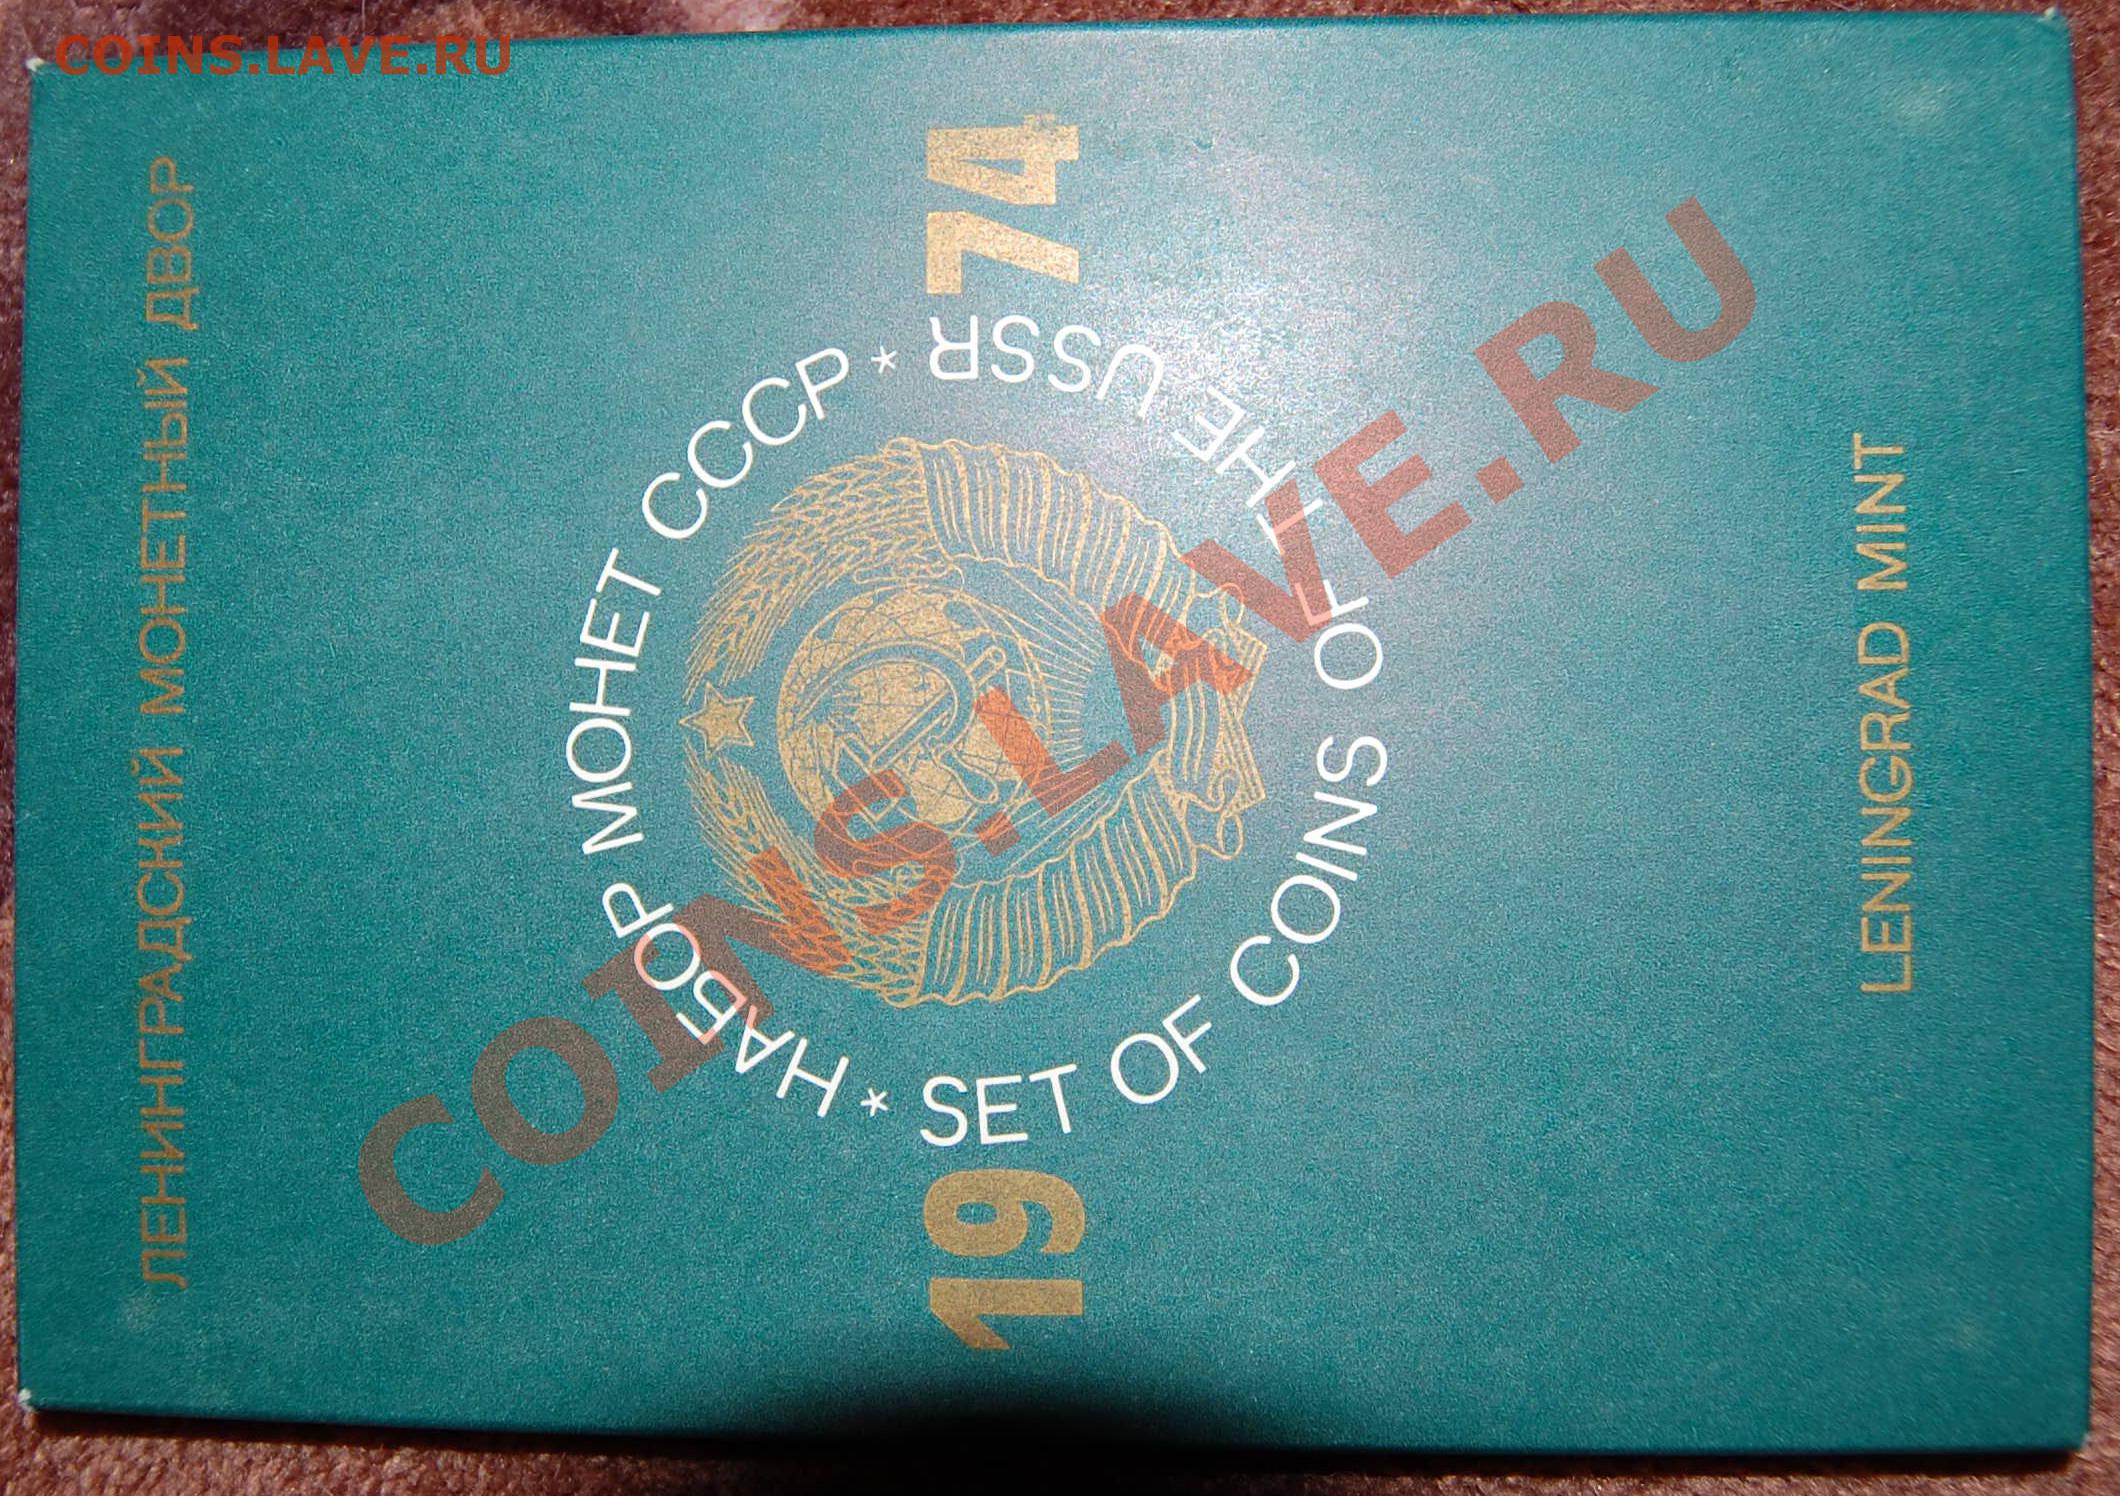 COINS.LAVE.RU
ЛЕНИНГРАДСКИЙ МОНЕТНЫЙ ДВОР
* НАБОР МОНЕТ СССР *
19 74
SET OF COINS OF THE USSR
LENINGRAD MINT
COINS.LAVE.RU